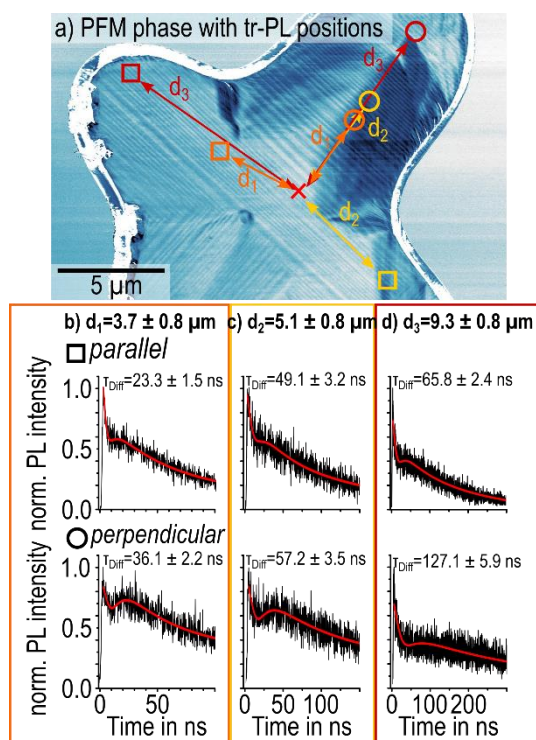 a) PFM phase with tr-PL positions
d₃
d₃
d₁
d₂
d₁
d₂
5 µm
b) d₁=3.7 ± 0.8 µm
c) d₂=5.1 ± 0.8µm
d) d₃=9.3 ± 0.8 µm
parallel
norm. PL intensity
1.0
0.5
0.0
τDiff=23.3 ± 1.5 ns
τDiff=49.1 ± 3.2 ns
τDiff=65.8 ± 2.4 ns
perpendicular
norm. PL intensity
1.0
0.5
0.0
τDiff=36.1 ± 2.2 ns
τDiff=57.2 ± 3.5 ns
τDiff=127.1 ± 5.9 ns
50
0 50 100
0 100 200
Time in ns
Time in ns
Time in ns